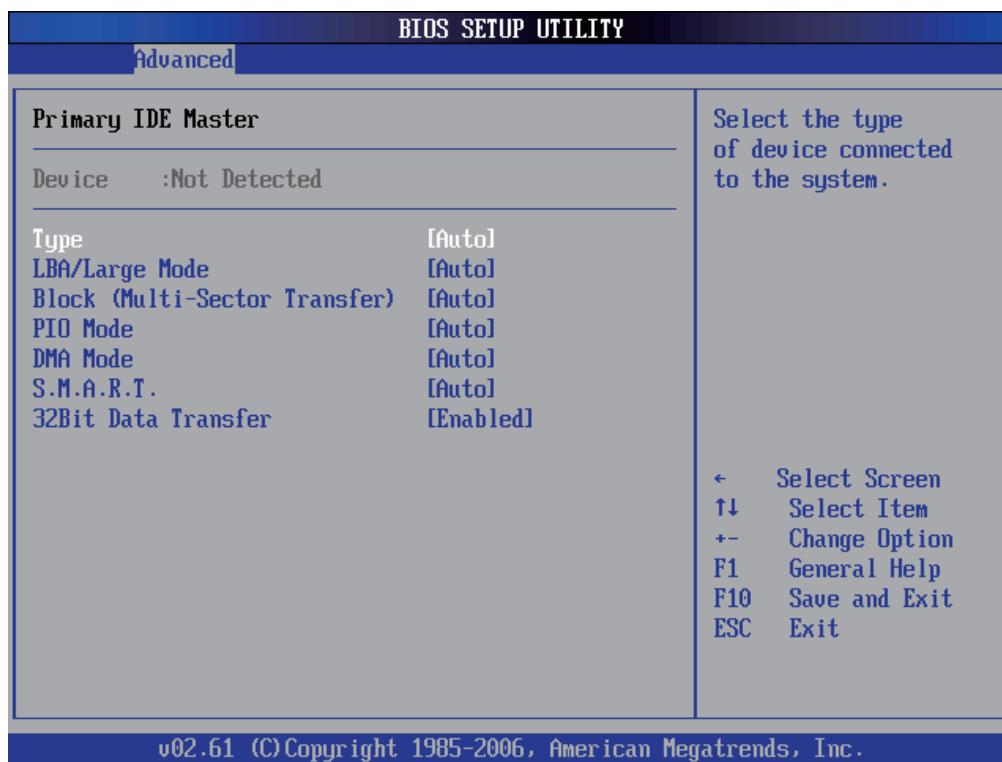 BIOS SETUP UTILITY
Advanced
Primary IDE Master
Device :Not Detected
Type [Auto]
LBA/Large Mode [Auto]
Block (Multi-Sector Transfer) [Auto]
PIO Mode [Auto]
DMA Mode [Auto]
S.M.A.R.T. [Auto]
32Bit Data Transfer [Enabled]
Select the type
of device connected
to the system.
← Select Screen
↑↓ Select Item
+- Change Option
F1 General Help
F10 Save and Exit
ESC Exit
v02.61 (C)Copyright 1985-2006, American Megatrends, Inc.